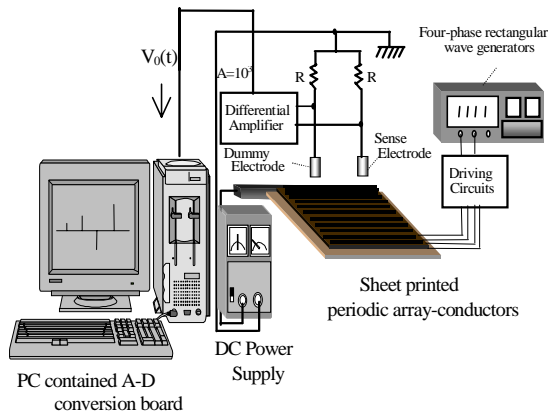 Four-phase rectangular
wave generators
V₀(t)
A=10³
R
R
Differential
Amplifier
Sense
Electrode
Dummy
Electrode
Driving
Circuits
Sheet printed
periodic array-conductors
DC Power
Supply
PC contained A-D
conversion board